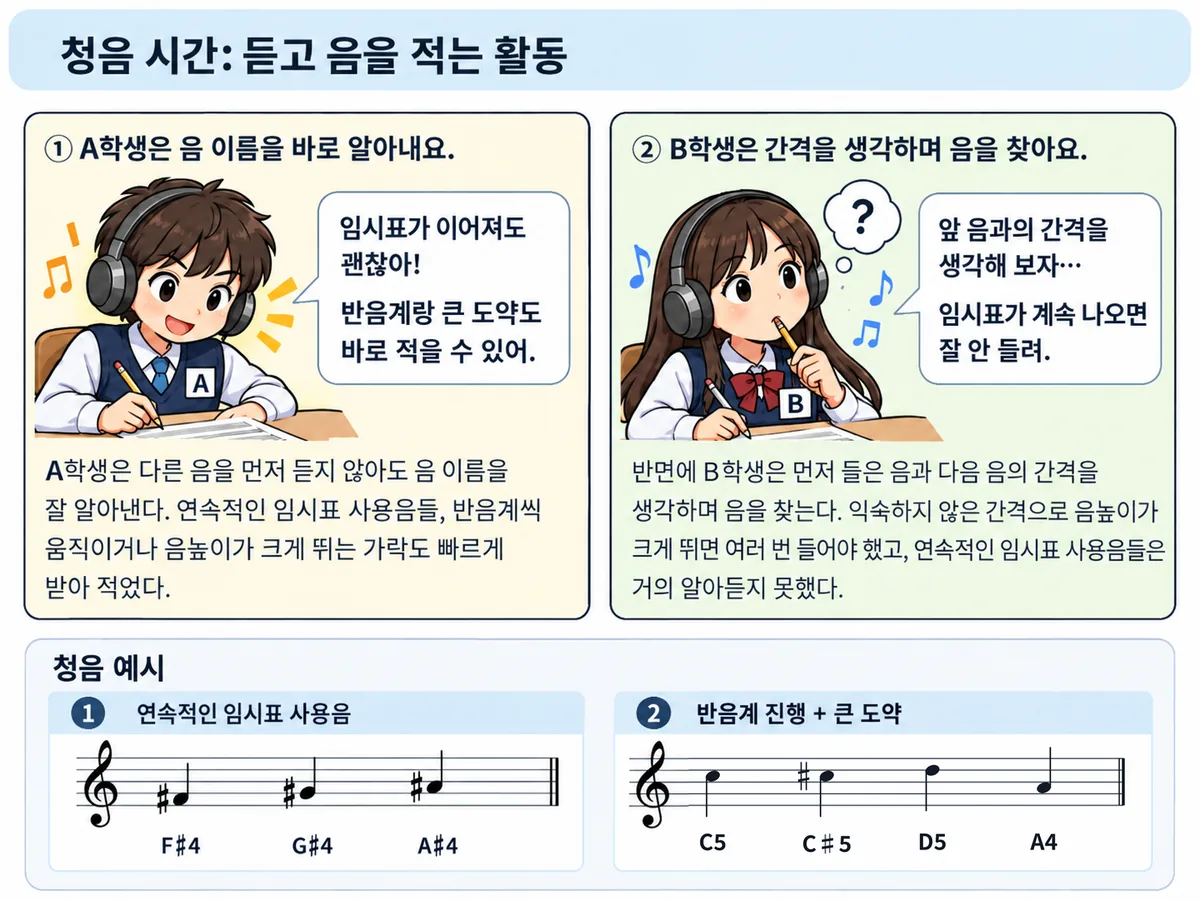 청음 시간: 듣고 음을 적는 활동
① A학생은 음 이름을 바로 알아내요.
임시표가 이어져도
괜찮아!
반음계랑 큰 도약도
바로 적을 수 있어.
A
A학생은 다른 음을 먼저 듣지 않아도 음 이름을
잘 알아낸다. 연속적인 임시표 사용음들, 반음계씩
움직이거나 음높이가 크게 뛰는 가락도 빠르게
받아 적었다.
② B학생은 간격을 생각하며 음을 찾아요.
?
앞 음과의 간격을
생각해 보자…
임시표가 계속 나오면
잘 안 들려.
B
반면에 B학생은 먼저 들은 음과 다음 음의 간격을
생각하며 음을 찾는다. 익숙하지 않은 간격으로 음높이가
크게 뛰면 여러 번 들어야 했고, 연속적인 임시표 사용음들은
거의 알아듣지 못했다.
청음 예시
1 연속적인 임시표 사용음
F♯4 G♯4 A♯4
2 반음계 진행 + 큰 도약
C5 C♯5 D5 A4